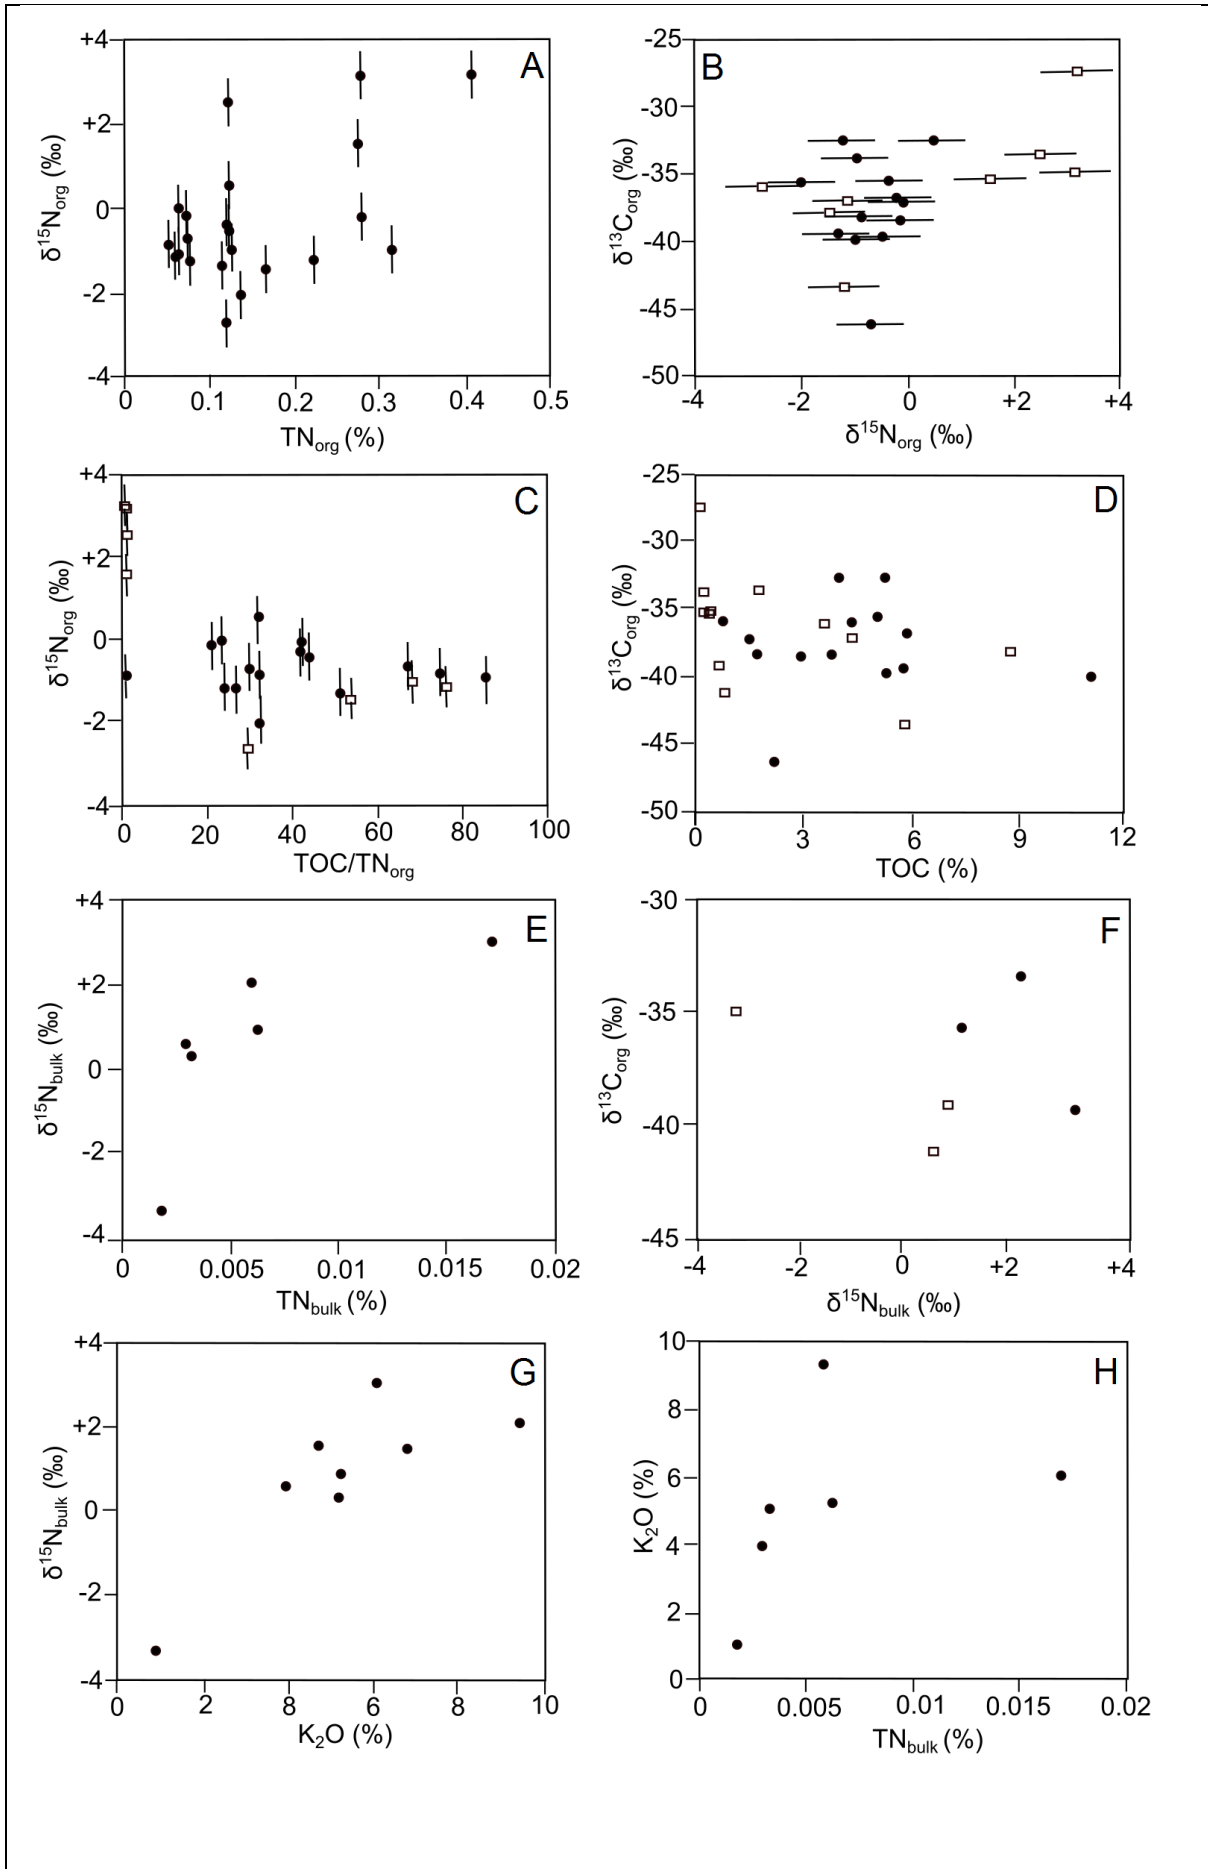 A
+4
+2
0
-2
-4
δ15Norg (‰)
0 0.1 0.2 0.3 0.4 0.5
TNorg (%)
B
-25
-30
-35
-40
-45
-50
δ13Corg (‰)
-4 -2 0 +2 +4
δ15Norg (‰)
C
+4
+2
0
-2
-4
δ15Norg (‰)
0 20 40 60 80 100
TOC/TNorg
D
-25
-30
-35
-40
-45
-50
δ13Corg (‰)
0 3 6 9 12
TOC (%)
E
+4
+2
0
-2
-4
δ15Nbulk (‰)
0 0.005 0.01 0.015 0.02
TNbulk (%)
F
-30
-35
-40
-45
δ13Corg (‰)
-4 -2 0 +2 +4
δ15Nbulk (‰)
G
+4
+2
0
-2
-4
δ15Nbulk (‰)
0 2 8 6 8 10
K2O (%)
H
10
8
6
4
2
0
K2O (%)
0 0.005 0.01 0.015 0.02
TNbulk (%)